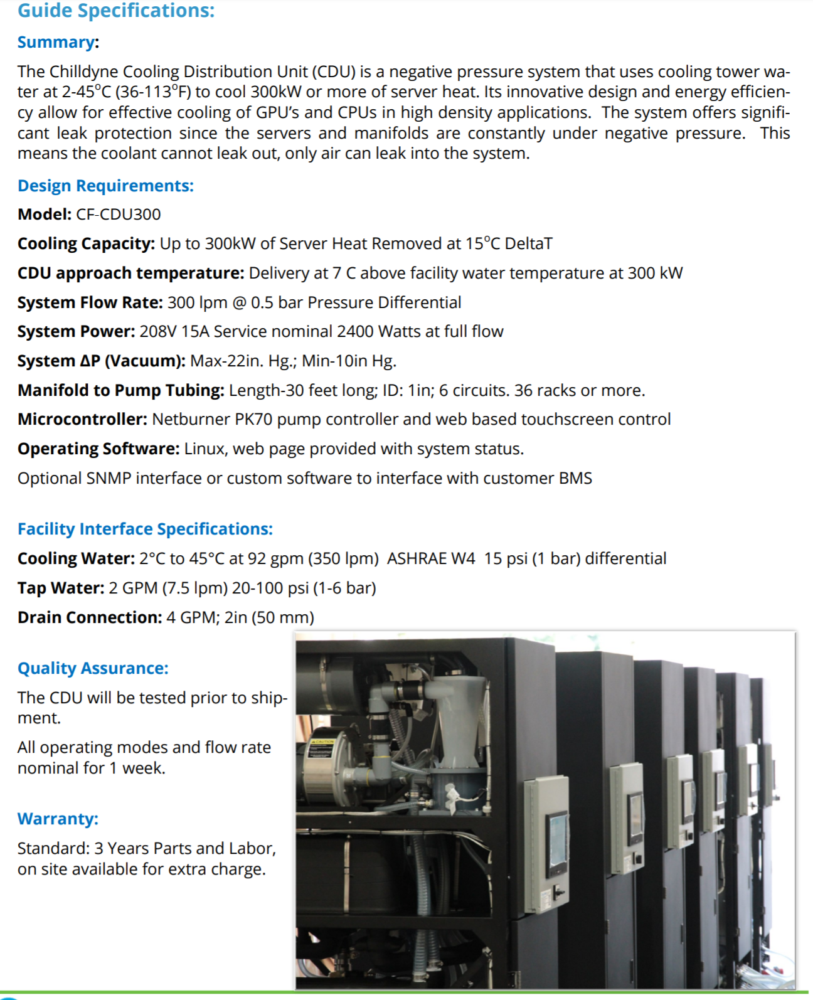 Guide Specifications:
Summary:
The Chilldyne Cooling Distribution Unit (CDU) is a negative pressure system that uses cooling tower wa-
ter at 2-45°C (36-113°F) to cool 300kW or more of server heat. Its innovative design and energy efficien-
cy allow for effective cooling of GPU's and CPUs in high density applications.  The system offers signifi-
cant leak protection since the servers and manifolds are constantly under negative pressure.  This
means the coolant cannot leak out, only air can leak into the system.
Design Requirements:
Model: CF-CDU300
Cooling Capacity: Up to 300kW of Server Heat Removed at 15°C DeltaT
CDU approach temperature: Delivery at 7 C above facility water temperature at 300 kW
System Flow Rate: 300 lpm @ 0.5 bar Pressure Differential
System Power: 208V 15A Service nominal 2400 Watts at full flow
System ΔP (Vacuum): Max-22in. Hg.; Min-10in Hg.
Manifold to Pump Tubing: Length-30 feet long; ID: 1in; 6 circuits. 36 racks or more.
Microcontroller: Netburner PK70 pump controller and web based touchscreen control
Operating Software: Linux, web page provided with system status.
Optional SNMP interface or custom software to interface with customer BMS
Facility Interface Specifications:
Cooling Water: 2°C to 45°C at 92 gpm (350 lpm)  ASHRAE W4  15 psi (1 bar) differential
Tap Water: 2 GPM (7.5 lpm) 20-100 psi (1-6 bar)
Drain Connection: 4 GPM; 2in (50 mm)
Quality Assurance:
The CDU will be tested prior to ship-
ment.
All operating modes and flow rate
nominal for 1 week.
Warranty:
Standard: 3 Years Parts and Labor,
on site available for extra charge.
CAUTION